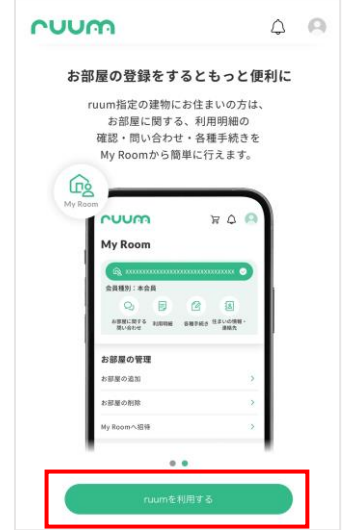 ruum
お部屋の登録をするともっと便利に
ruum指定の建物にお住まいの方は、
お部屋に関する、利用明細の
確認・問い合わせ・各種手続きを
My Roomから簡単に行えます。
My Room
ruum
My Room
XXXXXXXXXXXXXXXXXXXXXXXXXXXXXXX
会員種別：本会員
お部屋に関する
問い合わせ
利用明細
各種手続き
住まいの情報・
連絡先
お部屋の管理
お部屋の追加
お部屋の削除
My Roomへ招待
ruumを利用する